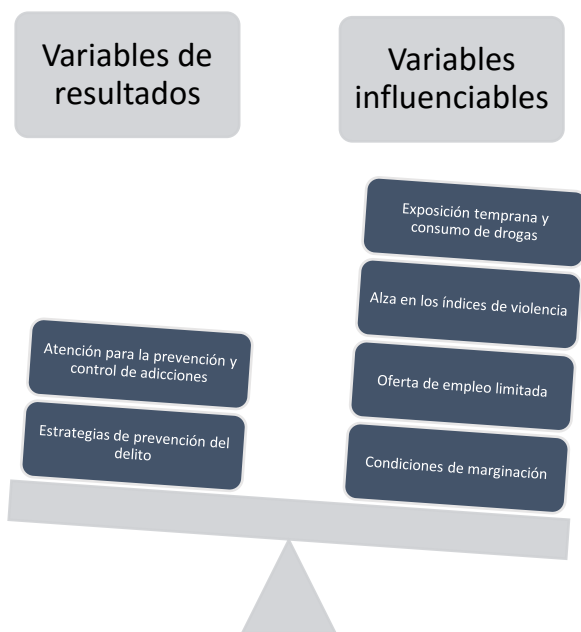 Variables de
resultados
Variables
influenciables
Exposición temprana y
consumo de drogas
Alza en los índices de violencia
Atención para la prevención y
control de adicciones
Oferta de empleo limitada
Estrategias de prevención del
delito
Condiciones de marginación